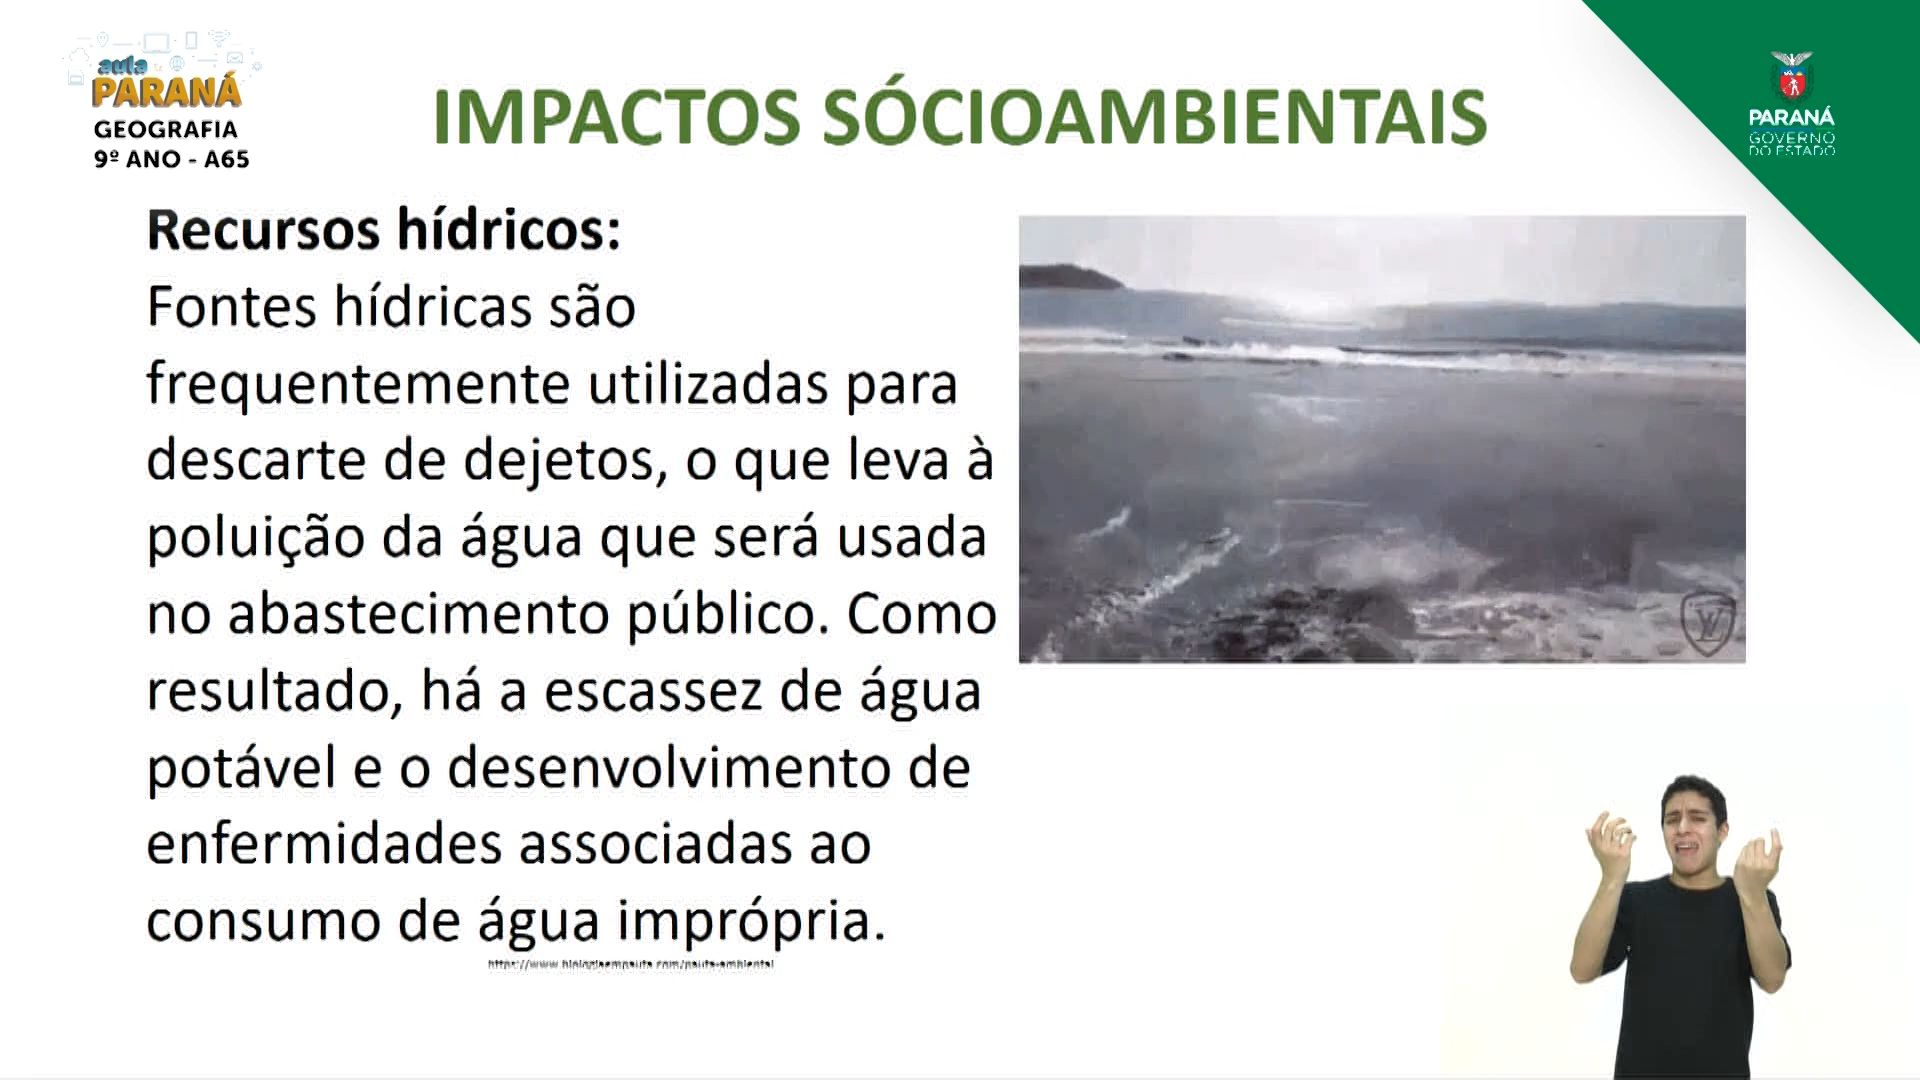 aula
PARANÁ
GEOGRAFIA
9º ANO - A65
IMPACTOS SÓCIOAMBIENTAIS
PARANÁ
GOVERNO
DO ESTADO
Recursos hídricos:
Fontes hídricas são
frequentemente utilizadas para
descarte de dejetos, o que leva à
poluição da água que será usada
no abastecimento público. Como
resultado, há a escassez de água
potável e o desenvolvimento de
enfermidades associadas ao
consumo de água imprópria.